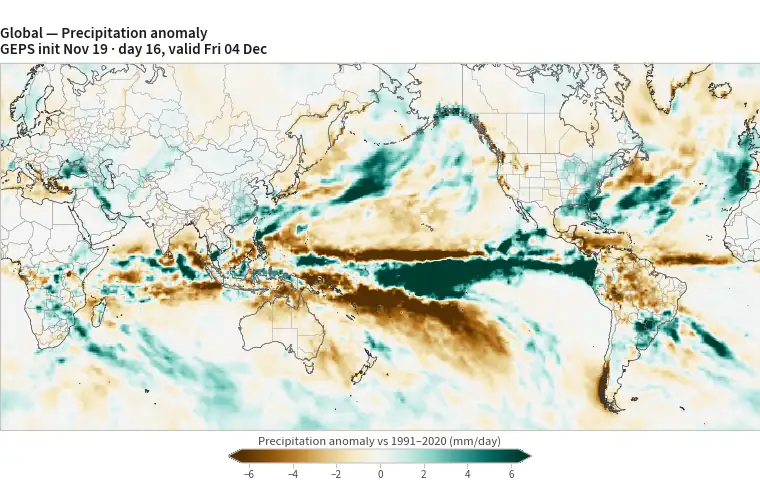 Global — Precipitation anomaly
GEPS init Nov 19 · day 16, valid Fri 04 Dec
Precipitation anomaly vs 1991–2020 (mm/day)
−6 −4 −2 0 2 4 6